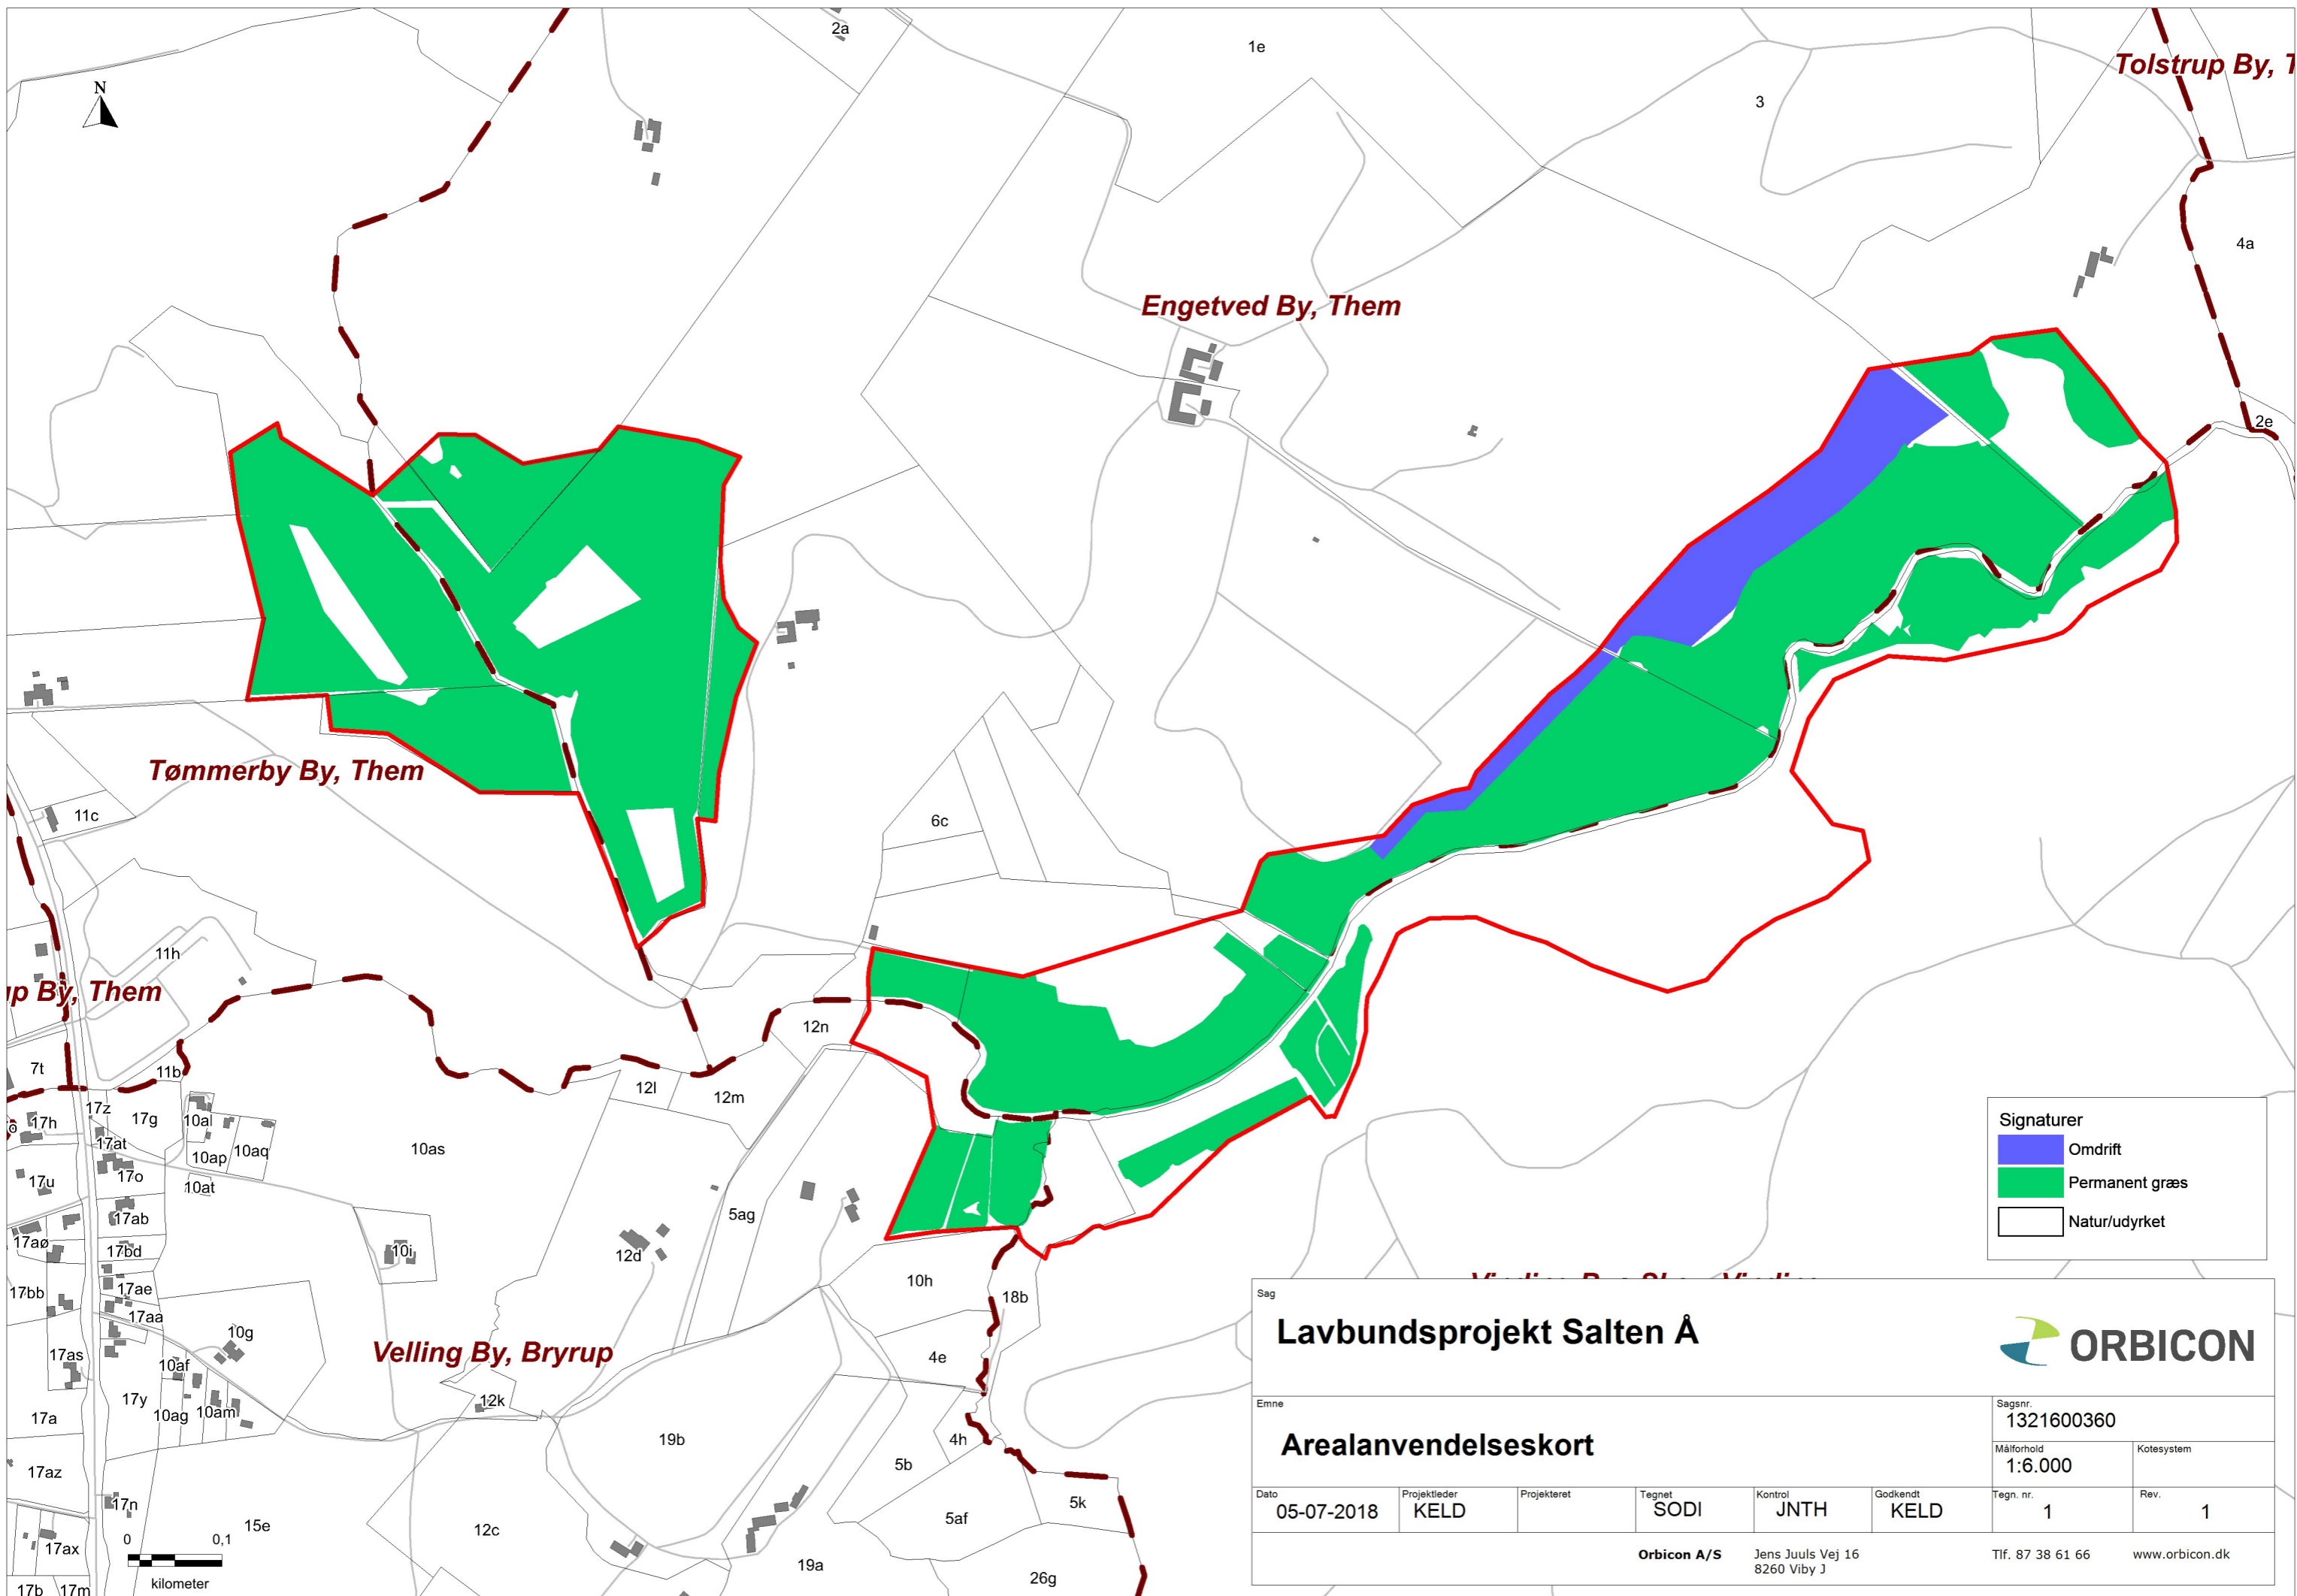 2a
1e
Tolstrup By, T
3
N
4a
Engetved By, Them
2e
Tømmerby By, Them
11c
6c
11h
up By, Them
12n
7t
11b
12l
12m
17z
17g
10al
17h
17at
10ap
10aq
10as
17u
17o
10at
17ab
5ag
17aø
17bd
10i
12d
17bb
17ae
10h
17aa
18b
10g
17as
10af
Velling By, Bryrup
4e
17y
12k
17a
10ag
10am
19b
4h
5b
17az
17n
5k
15e
12c
5af
17ax
19a
26g
17b
17m
0 0,1
kilometer
Signaturer
Omdrift
Permanent græs
Natur/udyrket
Sag
Lavbundsprojekt Salten Å
ORBICON
Emne
Arealanvendelseskort
Sagsnr.
1321600360
Målforhold
1:6.000
Kotesystem
Dato
05-07-2018
Projektleder
KELD
Projekteret
Tegnet
SODI
Kontrol
JNTH
Godkendt
KELD
Tegn. nr.
1
Rev.
1
Orbicon A/S
Jens Juuls Vej 16
8260 Viby J
Tlf. 87 38 61 66
www.orbicon.dk